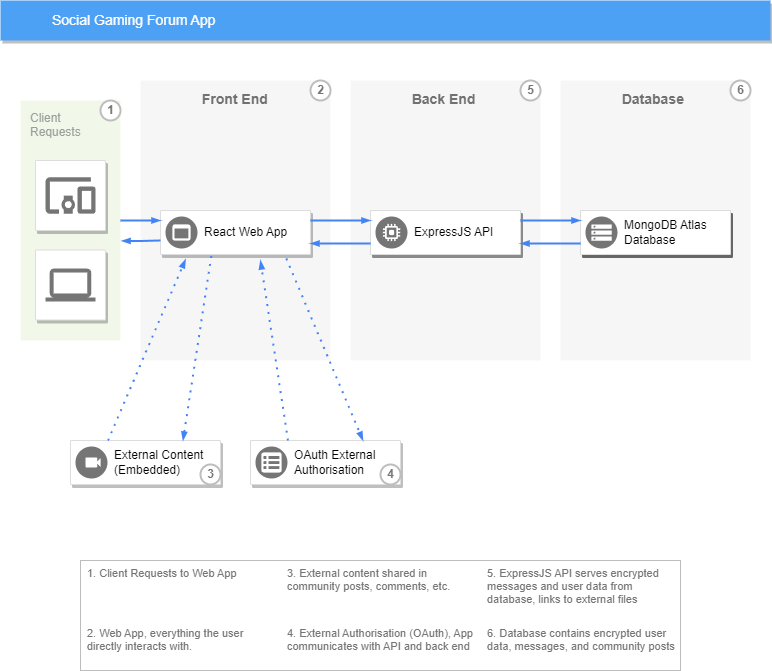 Social Gaming Forum App
1
Client
Requests
2
Front End
5
Back End
6
Database
React Web App
ExpressJS API
MongoDB Atlas
Database
External Content
(Embedded)
3
OAuth External
Authorisation
4
1. Client Requests to Web App
2. Web App, everything the user
directly interacts with.
3. External content shared in
community posts, comments, etc.
4. External Authorisation (OAuth), App
communicates with API and back end
5. ExpressJS API serves encrypted
messages and user data from
database, links to external files
6. Database contains encrypted user
data, messages, and community posts